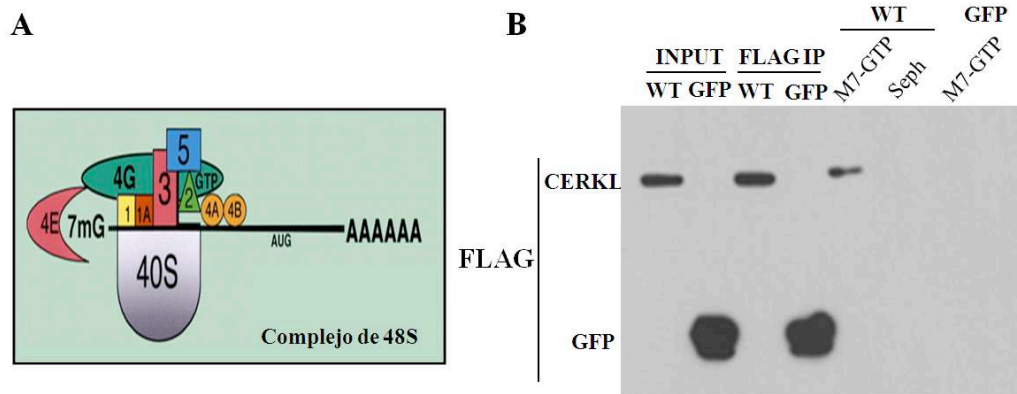 A
4G
5
3
2
GTP
1
1A
4A
4B
4E
7mG
AUG
AAAAAA
40S
Complejo de 48S
B
WT
GFP
INPUT
FLAG IP
M7-GTP
Seph
M7-GTP
WT GFP
WT GFP
CERKL
FLAG
GFP